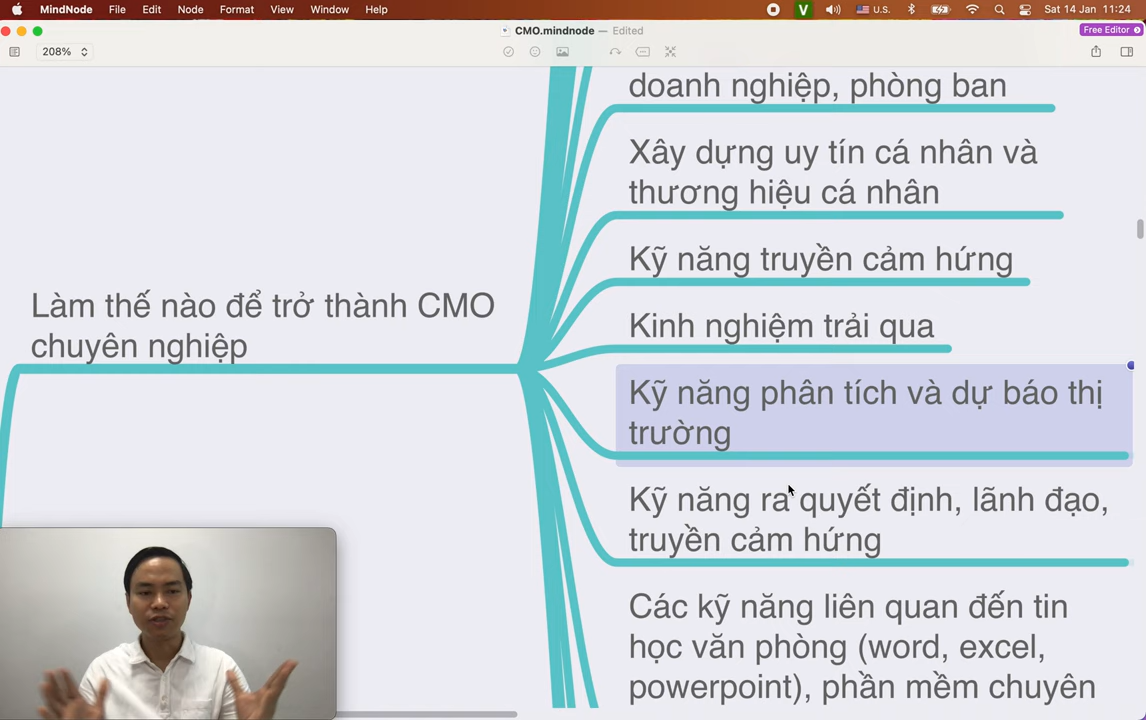 MindNode File Edit Node Format View Window Help V U.S. Sat 14 Jan 11:24
CMO.mindnode — Edited
Free Editor
208%
doanh nghiệp, phòng ban
Xây dựng uy tín cá nhân và
thương hiệu cá nhân
Kỹ năng truyền cảm hứng
Làm thế nào để trở thành CMO
chuyên nghiệp
Kinh nghiệm trải qua
Kỹ năng phân tích và dự báo thị
trường
Kỹ năng ra quyết định, lãnh đạo,
truyền cảm hứng
Các kỹ năng liên quan đến tin
học văn phòng (word, excel,
powerpoint), phần mềm chuyên